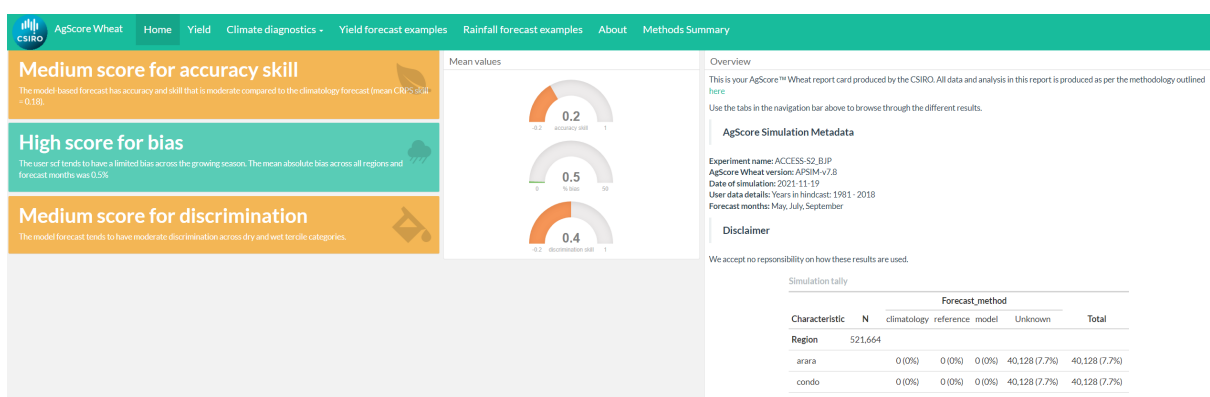 CSIRO
AgScore Wheat Home Yield Climate diagnostics Yield forecast examples Rainfall forecast examples About Methods Summary
Medium score for accuracy skill
The model-based forecast has accuracy and skill that is moderate compared to the climatology forecast (mean CRPS skill
= 0.18).
High score for bias
The user scf tends to have a limited bias across the growing season. The mean absolute bias across all regions and
forecast months was 0.5%
Medium score for discrimination
The model forecast tends to have moderate discrimination across dry and wet tercile categories.
Mean values
0.2
-0.2 accuracy skill 1
0.5
0 % bias 50
0.4
-0.2 discrimination skill 1
Overview
This is your AgScore™ Wheat report card produced by the CSIRO. All data and analysis in this report is produced as per the methodology outlined
here
Use the tabs in the navigation bar above to browse through the different results.
AgScore Simulation Metadata
Experiment name: ACCESS-S2_BJP
AgScore Wheat version: APSIM-v7.8
Date of simulation: 2021-11-19
User data details: Years in hindcast: 1981 - 2018
Forecast months: May, July, September
Disclaimer
We accept no repsonsibility on how these results are used.
Simulation tally
Forecast_method
Characteristic N climatology reference model Unknown Total
Region 521,664
arara 0 (0%) 0 (0%) 0 (0%) 40,128 (7.7%) 40,128 (7.7%)
condo 0 (0%) 0 (0%) 0 (0%) 40,128 (7.7%) 40,128 (7.7%)